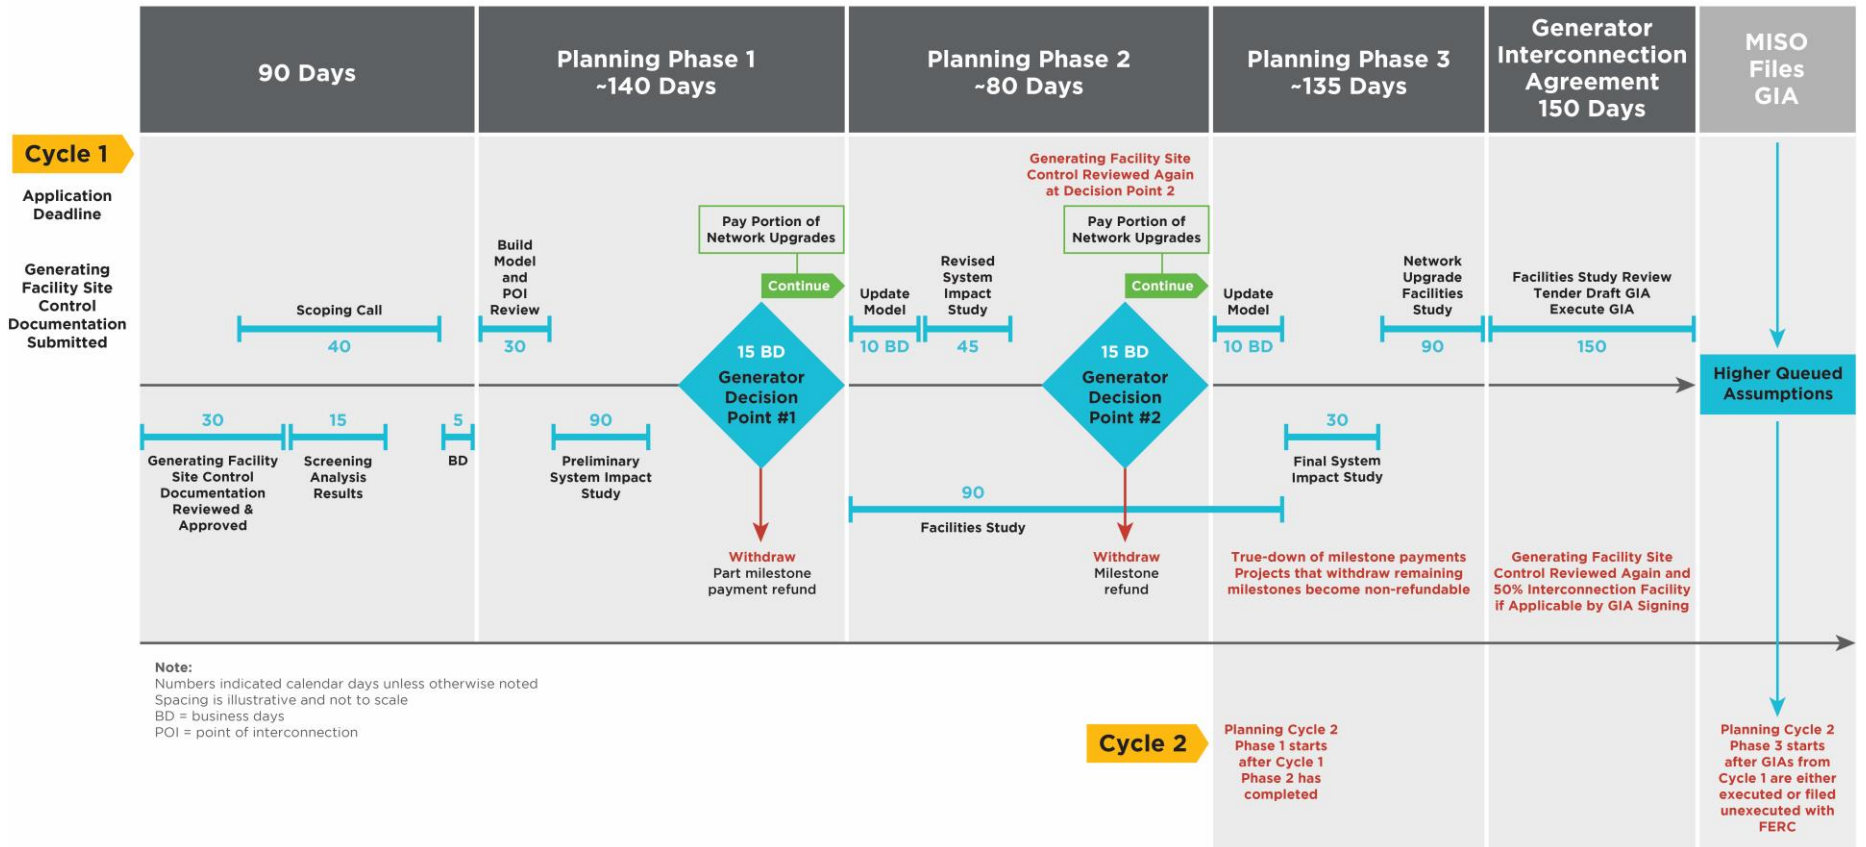 90 Days
Planning Phase 1
~140 Days
Planning Phase 2
~80 Days
Planning Phase 3
~135 Days
Generator
Interconnection
Agreement
150 Days
MISO
Files
GIA
Cycle 1
Application
Deadline
Generating
Facility Site
Control
Documentation
Submitted
Scoping Call
40
30
Generating Facility
Site Control
Documentation
Reviewed &
Approved
15
Screening
Analysis
Results
5
BD
Build
Model
and
POI
Review
30
90
Preliminary
System Impact
Study
Pay Portion of
Network Upgrades
Continue
15 BD
Generator
Decision
Point #1
Withdraw
Part milestone
payment refund
Update
Model
10 BD
Revised
System
Impact
Study
45
90
Facilities Study
Generating Facility Site
Control Reviewed Again
at Decision Point 2
Pay Portion of
Network Upgrades
Continue
15 BD
Generator
Decision
Point #2
Withdraw
Milestone
refund
Update
Model
10 BD
30
Final System
Impact Study
Network
Upgrade
Facilities
Study
90
True-down of milestone payments
Projects that withdraw remaining
milestones become non-refundable
Facilities Study Review
Tender Draft GIA
Execute GIA
150
Generating Facility Site
Control Reviewed Again and
50% Interconnection Facility
if Applicable by GIA Signing
Higher Queued
Assumptions
Note:
Numbers indicated calendar days unless otherwise noted
Spacing is illustrative and not to scale
BD = business days
POI = point of interconnection
Cycle 2
Planning Cycle 2
Phase 1 starts
after Cycle 1
Phase 2 has
completed
Planning Cycle 2
Phase 3 starts
after GIAs from
Cycle 1 are either
executed or filed
unexecuted with
FERC